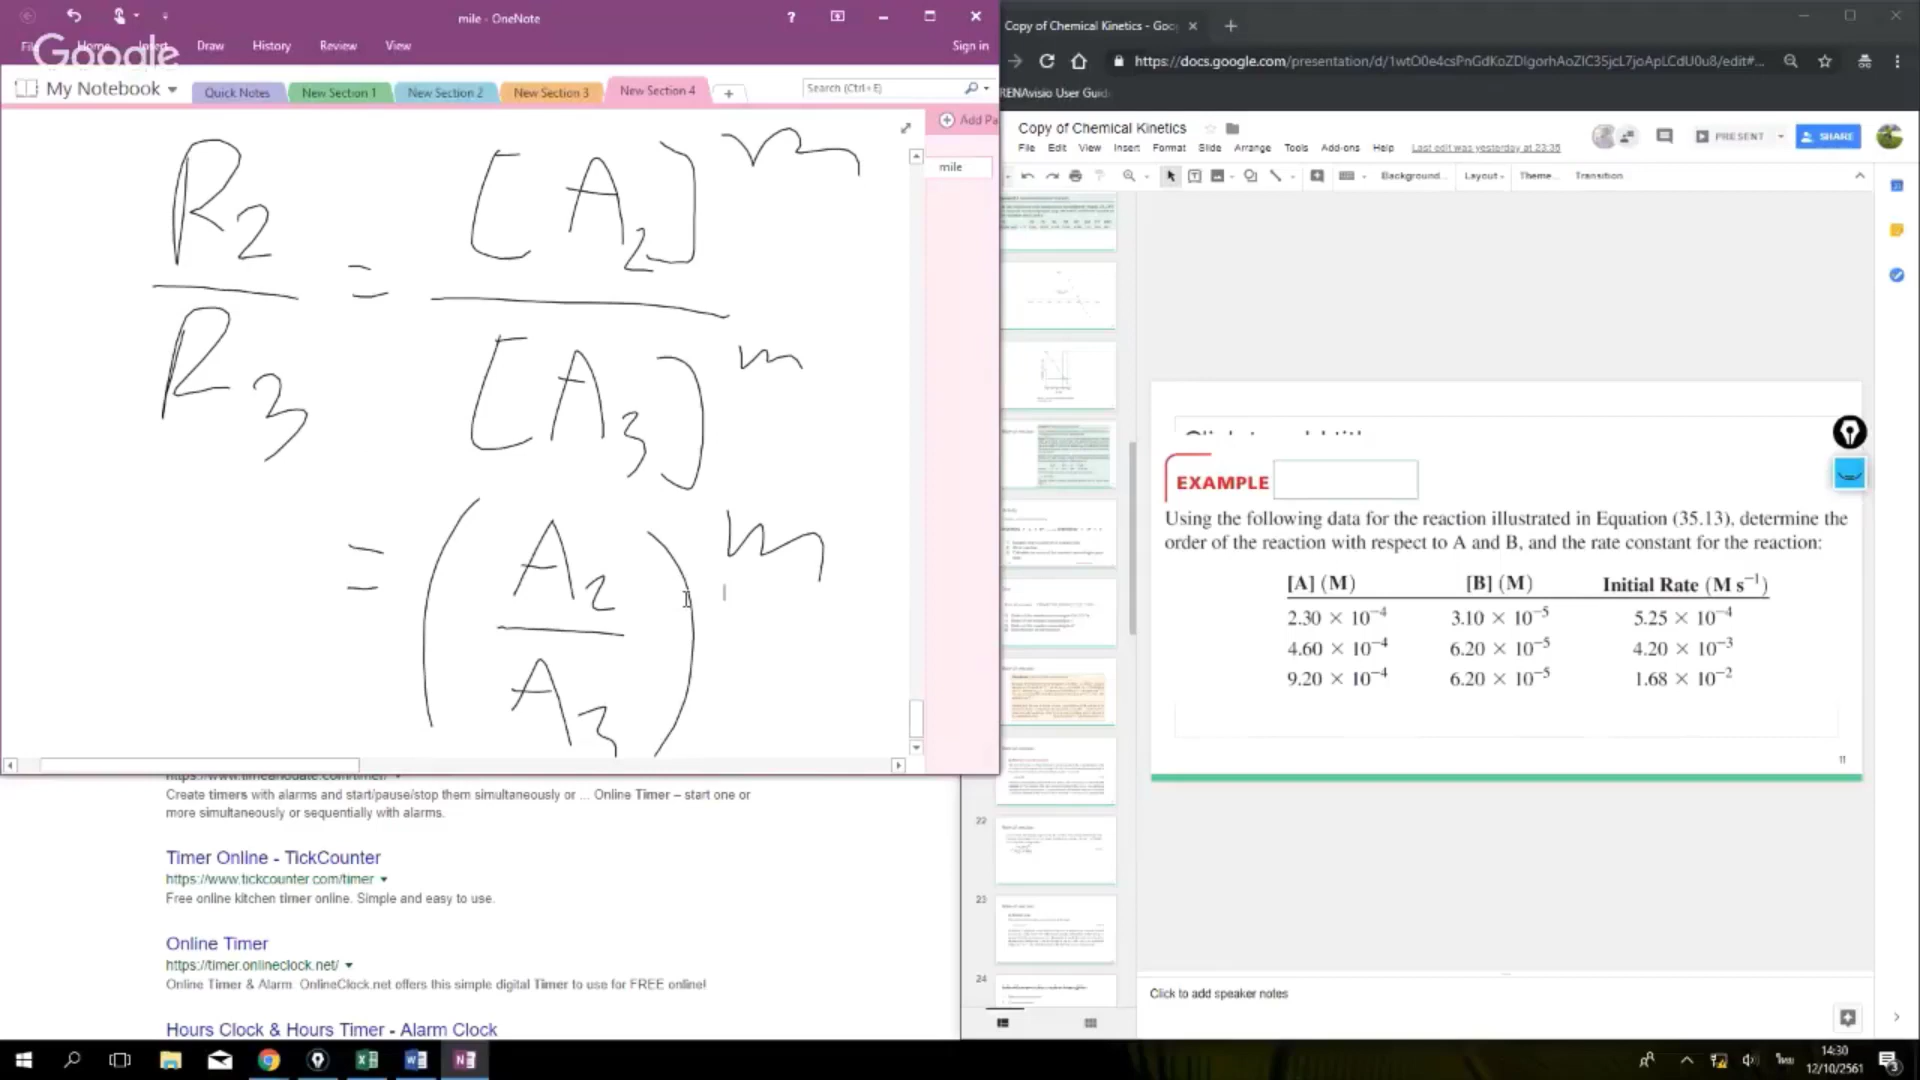 mile - OneNote
Google
File Home Insert Draw History Review View
Sign in
My Notebook
Quick Notes
New Section 1
New Section 2
New Section 3
New Section 4
Search (Ctrl+E)
Add Pa
mile
R2 = [A2]m
R3 [A3]m
= (A2 m
A3)
Create timers with alarms and start/pause/stop them simultaneously or ... Online Timer – start one or
more simultaneously or sequentially with alarms.
Timer Online - TickCounter
https://www.tickcounter.com/timer
Free online kitchen timer online. Simple and easy to use.
Online Timer
https://timer.onlineclock.net/
Online Timer & Alarm. OnlineClock.net offers this simple digital Timer to use for FREE online!
Hours Clock & Hours Timer - Alarm Clock
Copy of Chemical Kinetics - Goo
https://docs.google.com/presentation/d/1wtO0e4csPnGdKoZDIgorhAoZlC35jcL7joApLCdU0u8/edit#...
RENAvisio User Guid
Copy of Chemical Kinetics
PRESENT
SHARE
File Edit View Insert Format Slide Arrange Tools Add-ons Help Last edit was yesterday at 23:35
Background... Layout Theme... Transition
EXAMPLE
Using the following data for the reaction illustrated in Equation (35.13), determine the
order of the reaction with respect to A and B, and the rate constant for the reaction:
[A] (M) [B] (M) Initial Rate (M s⁻¹)
2.30 × 10⁻⁴ 3.10 × 10⁻⁵ 5.25 × 10⁻⁴
4.60 × 10⁻⁴ 6.20 × 10⁻⁵ 4.20 × 10⁻³
9.20 × 10⁻⁴ 6.20 × 10⁻⁵ 1.68 × 10⁻²
11
22
23
24
Click to add speaker notes
14:30
12/10/2561